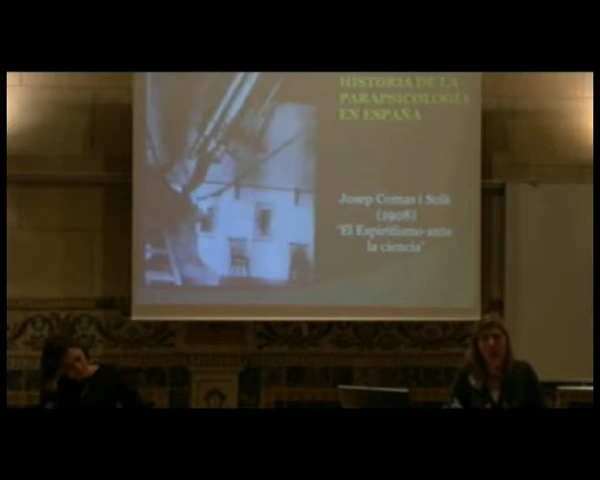 HISTORIA DE LA
PARAPSICOLOGÍA
EN ESPAÑA
Josep Comas i Solà
(1908)
"El Espiritismo ante
la ciencia"